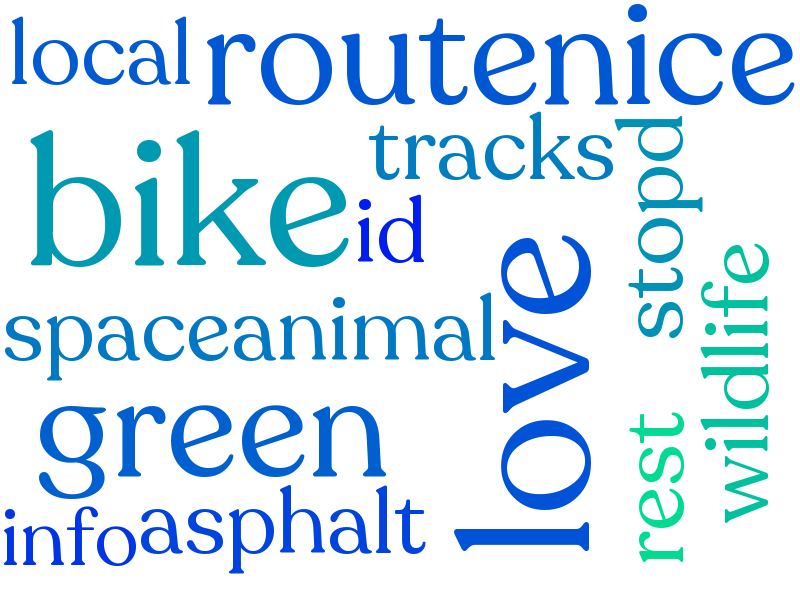 local
route
nice
bike
tracks
id
stopd
love
wildlife
space
animal
green
rest
info
asphalt